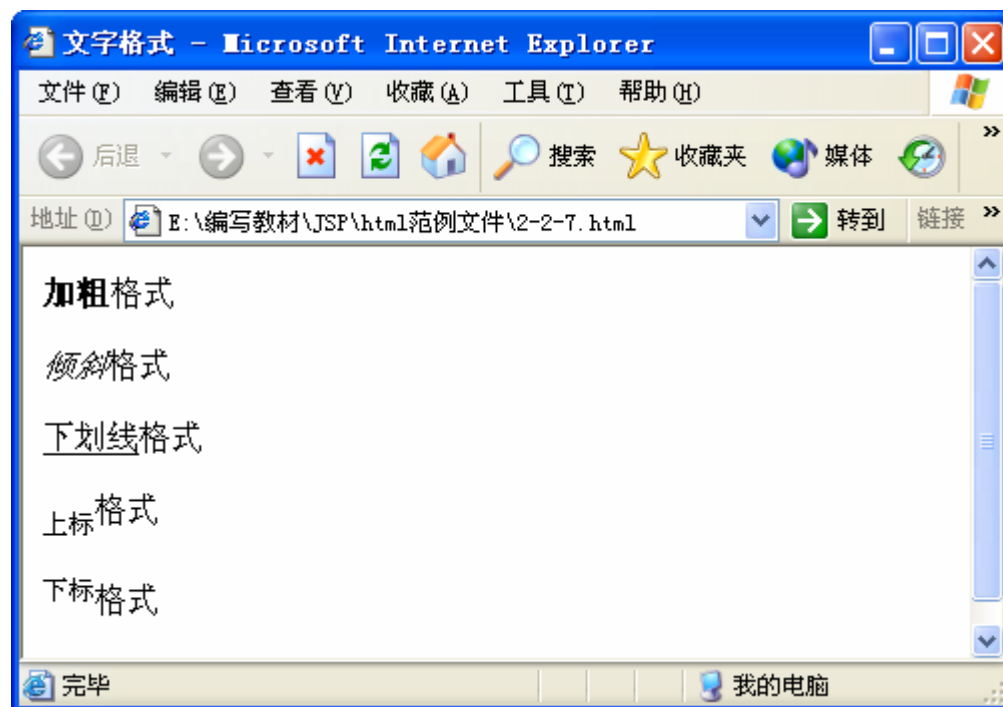 文字格式 - Microsoft Internet Explorer
文件(F) 编辑(E) 查看(V) 收藏(A) 工具(T) 帮助(H)
后退 搜索 收藏夹 媒体 »
地址(D) E:\编写教材\JSP\html范例文件\2-2-7.html 转到 链接 »
加粗格式
倾斜格式
下划线格式
上标格式
下标格式
完毕 我的电脑